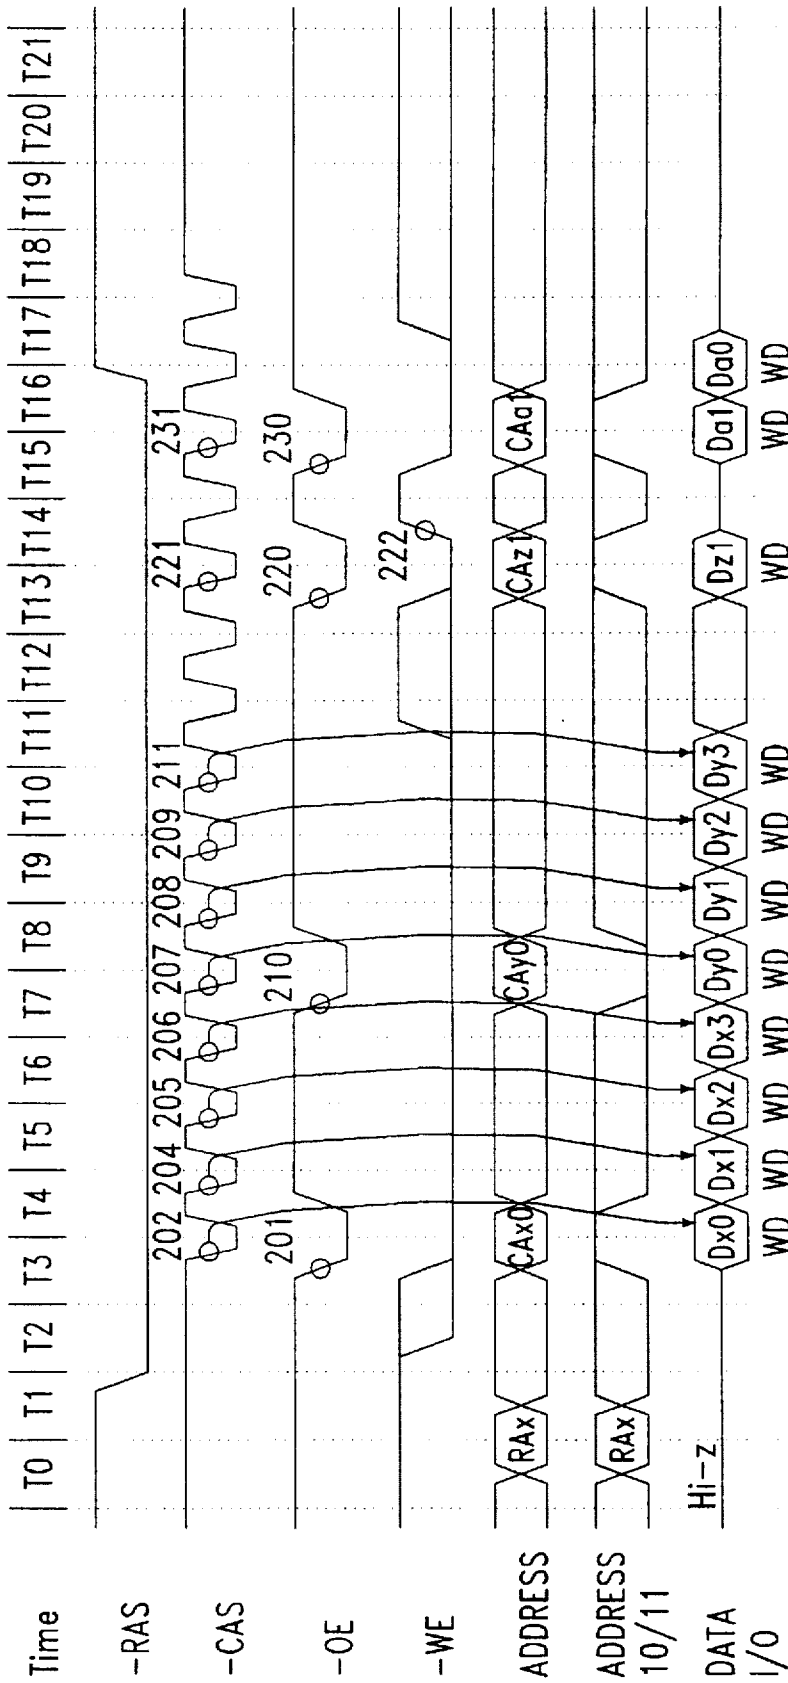 Time | T0 | T1 | T2 | T3 | T4 | T5 | T6 | T7 | T8 | T9 | T10 | T11 | T12 | T13 | T14 | T15 | T16 | T17 | T18 | T19 | T20 | T21 |
-RAS
202 204 205 206 207 208 209 211 221 231
-CAS
201 210 220 230
-OE
222
-WE
ADDRESS RAx CAx0 CAy0 CAz1 CAa1
ADDRESS
10/11 RAx
Hi-z
DATA
I/O Dx0 Dx1 Dx2 Dx3 Dy0 Dy1 Dy2 Dy3 Dz1 Da1 Da0
WD WD WD WD WD WD WD WD WD WD WD